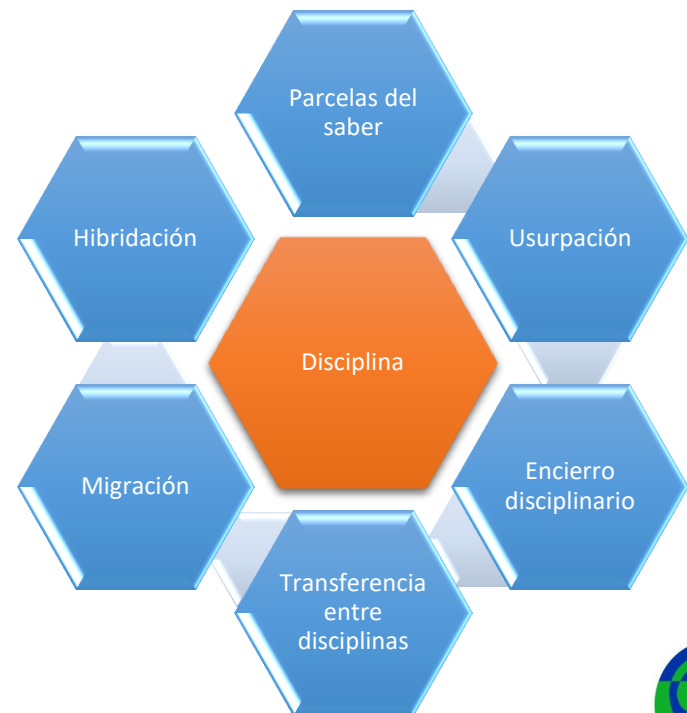 Parcelas del
saber
Usurpación
Encierro
disciplinario
Transferencia
entre
disciplinas
Migración
Hibridación
Disciplina